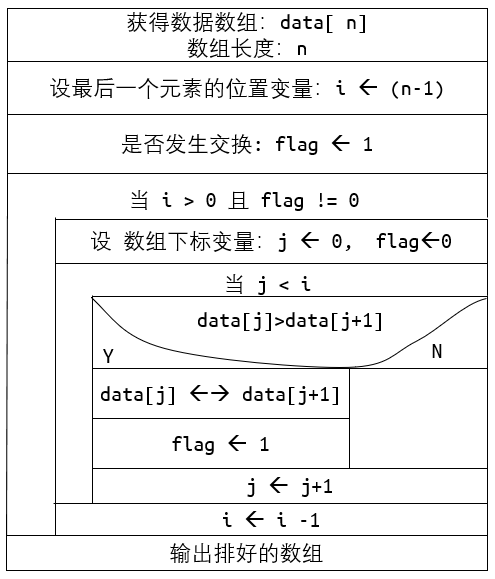 获得数据数组: data[ n]
数组长度: n
设最后一个元素的位置变量: i ← (n-1)
是否发生交换: flag ← 1
当 i > 0 且 flag != 0
设 数组下标变量: j ← 0, flag←0
当 j < i
data[j]>data[j+1]
Y
N
data[j] ←→ data[j+1]
flag ← 1
j ← j+1
i ← i -1
输出排好的数组